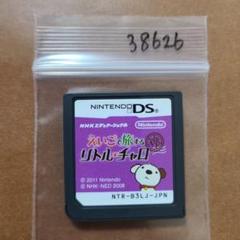 38626
NINTENDO DS
NHKエデュケーショナル Nintendo
えいごで旅する
リトル・チャロ
© 2011 Nintendo
© NHK・NED 2008
NTR-B3LJ-JPN